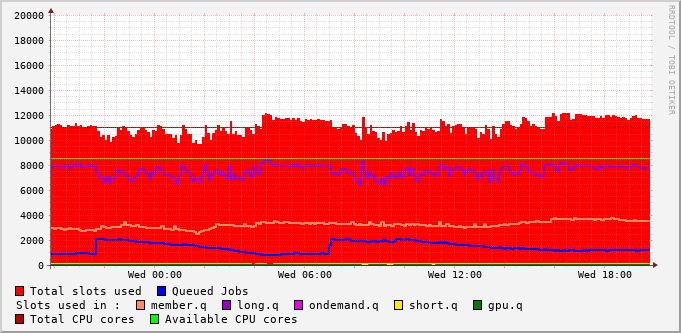 20000
18000
16000
14000
12000
10000
8000
6000
4000
2000
0
Wed 00:00 Wed 06:00 Wed 12:00 Wed 18:00
RRDTOOL / TOBI OETIKER
Total slots used Queued Jobs
Slots used in : member.q long.q ondemand.q short.q gpu.q
Total CPU cores Available CPU cores